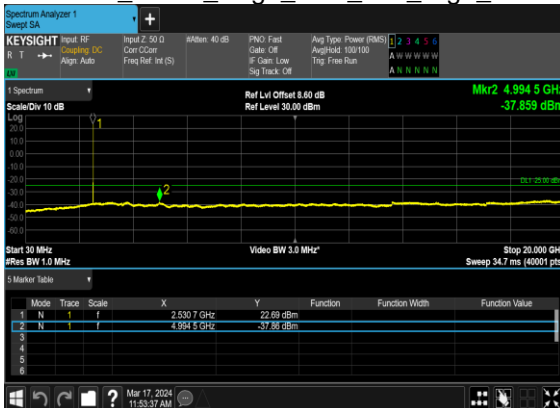 Spectrum Analyzer 1
Swept SA
+
KEYSIGHT Input: RF Input Z: 50 Ω #Atten: 40 dB PNO: Fast Avg Type: Power (RMS) 1 2 3 4 5 6
R T Coupling: DC Corr CCorr Gate: Off Avg|Hold: 100/100 A W W W W W
Align: Auto Freq Ref: Int (S) IF Gain: Low Trig: Free Run
LNI Sig Track: Off A N N N N N
1 Spectrum Ref Lvl Offset 8.60 dB Mkr2 4.994 5 GHz
Scale/Div 10 dB Ref Level 30.00 dBm -37.859 dBm
Log
20.0 1
10.0
0.00
-10.0
-20.0 DL1 -25.00 dBm
-30.0 2
-40.0
-50.0
-60.0
Start 30 MHz Video BW 3.0 MHz* Stop 20.000 GH
#Res BW 1.0 MHz Sweep 34.7 ms (40001 pts
5 Marker Table
Mode Trace Scale X Y Function Function Width Function Value
1 N 1 f 2.530 7 GHz 22.69 dBm
2 N 1 f 4.994 5 GHz -37.86 dBm
3
4
5
6
? Mar 17, 2024
11:53:37 AM